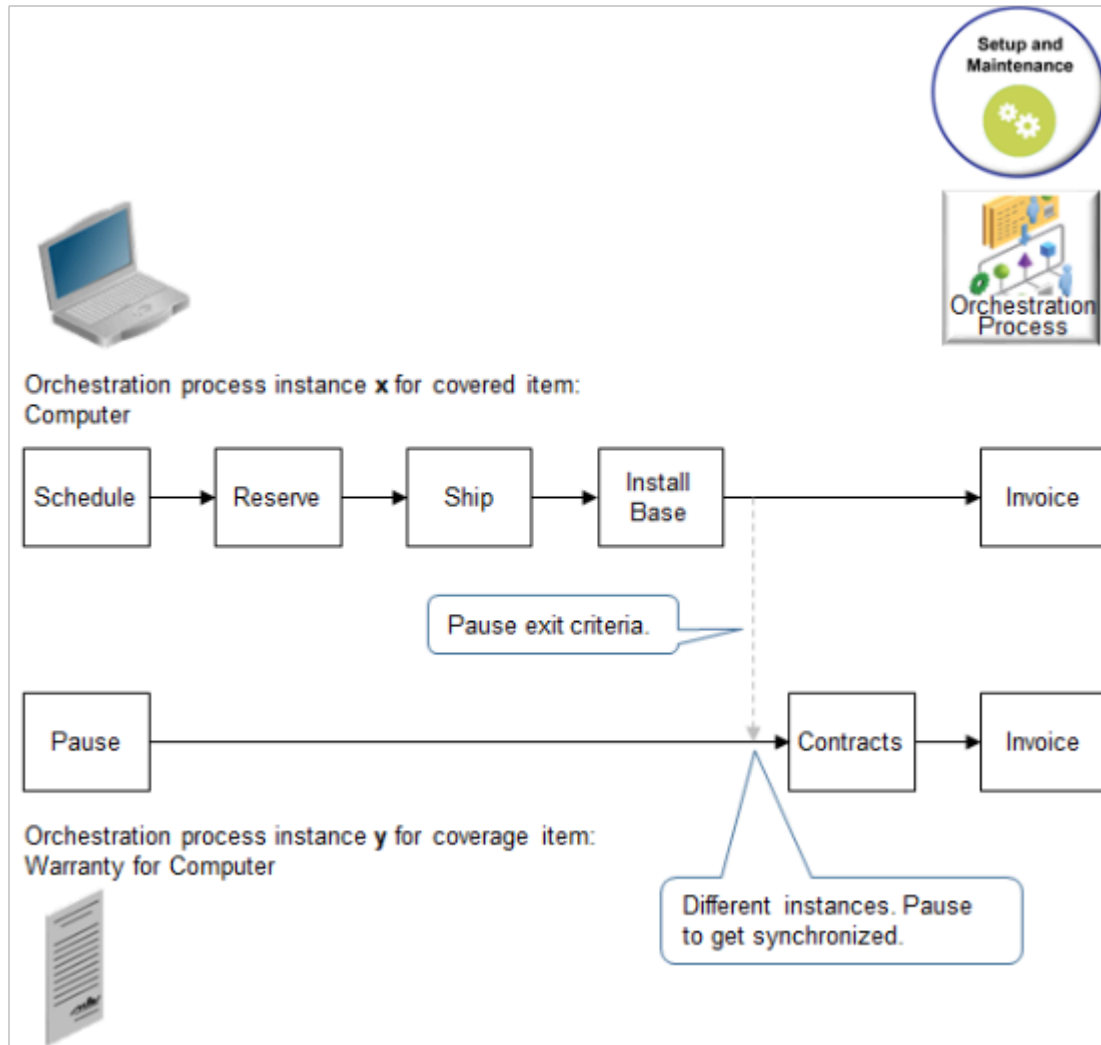 Setup and
Maintenance
Orchestration
Process
Orchestration process instance x for covered item:
Computer
Schedule
Reserve
Ship
Install
Base
Invoice
Pause exit criteria.
Pause
Contracts
Invoice
Orchestration process instance y for coverage item:
Warranty for Computer
Different instances. Pause
to get synchronized.